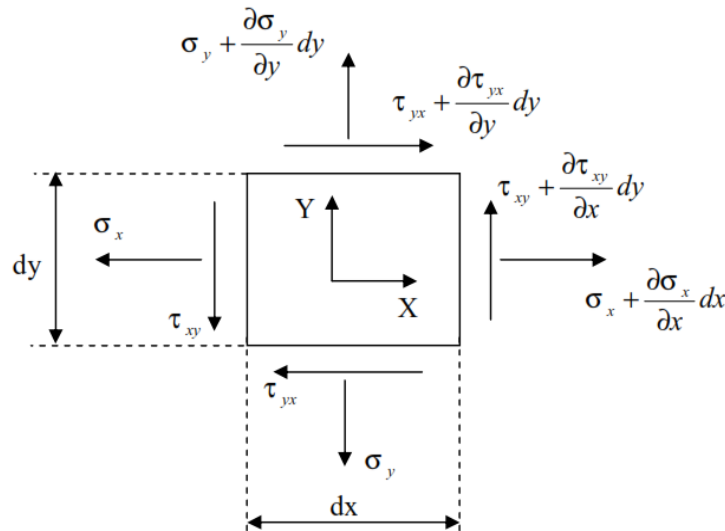 σ_y + ∂σ_y/∂y dy
τ_yx + ∂τ_yx/∂y dy
τ_xy + ∂τ_xy/∂x dy
Y
σ_x
dy
X
σ_x + ∂σ_x/∂x dx
τ_xy
τ_yx
σ_y
dx